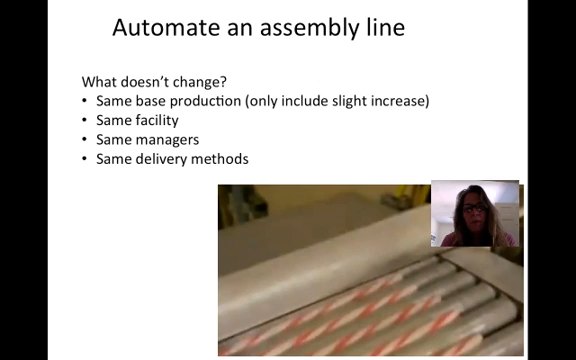 Automate an assembly line
What doesn't change?
• Same base production (only include slight increase)
• Same facility
• Same managers
• Same delivery methods